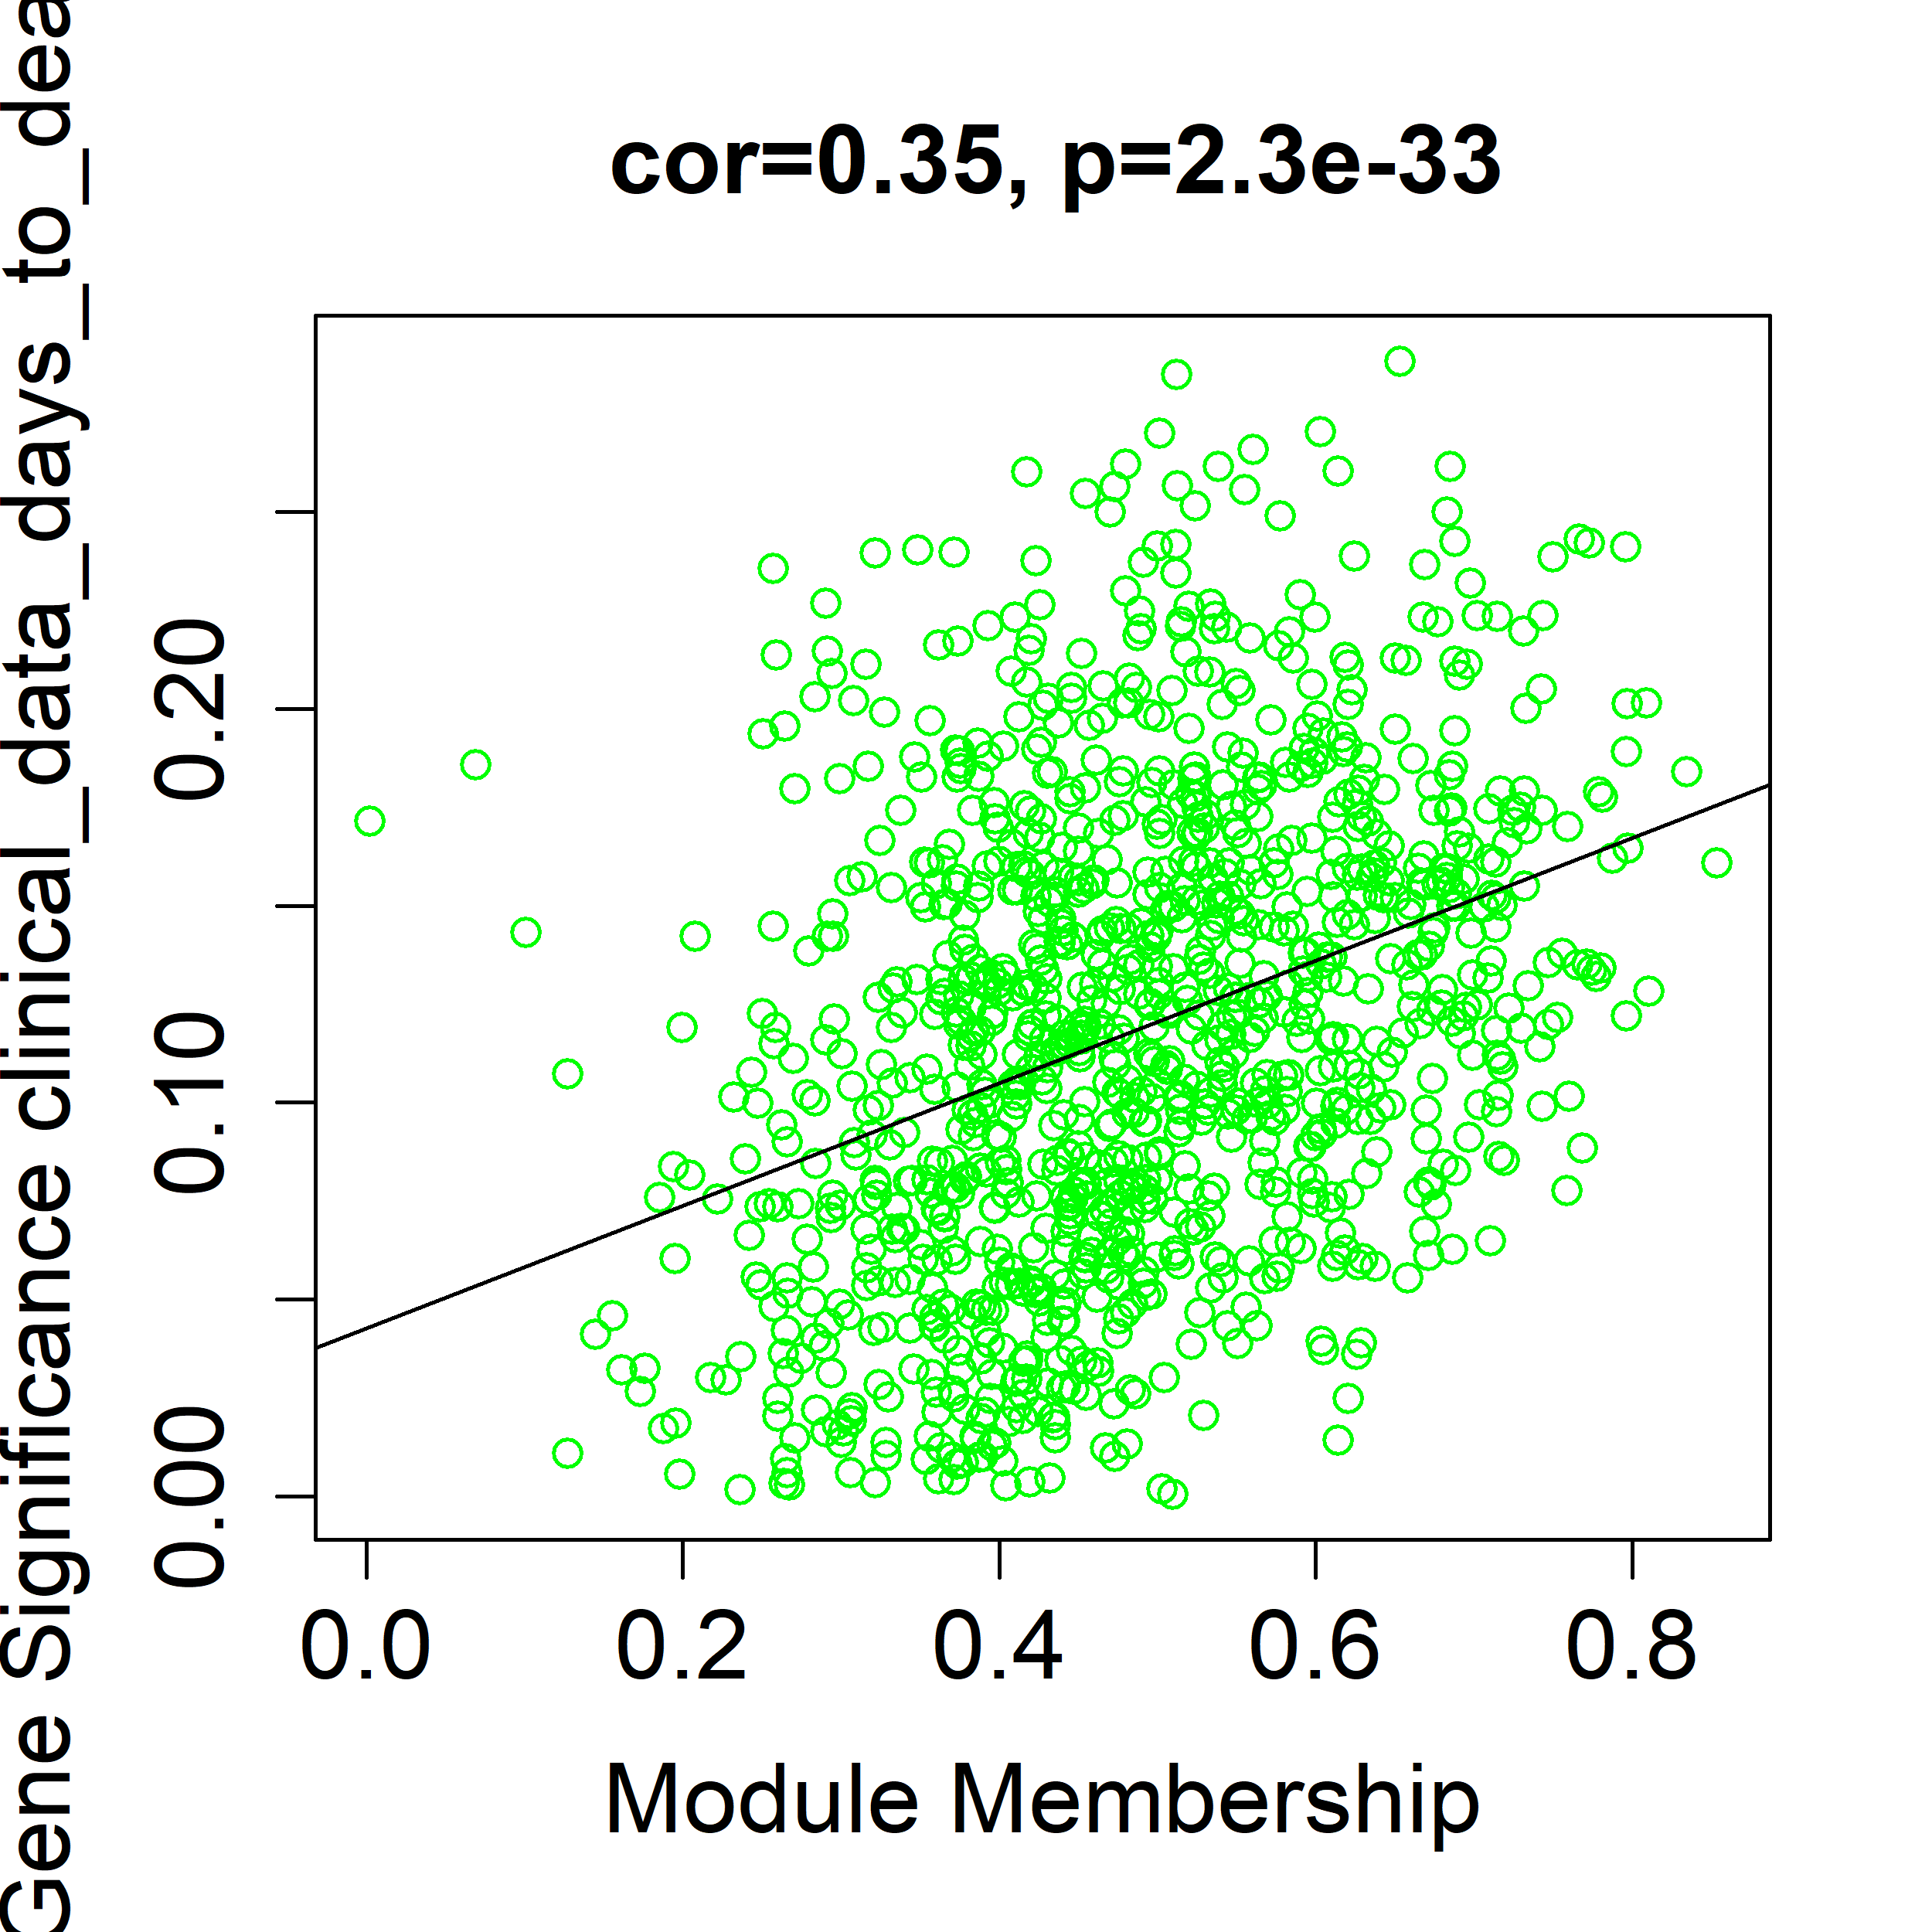 cor=0.35, p=2.3e-33
Gene Significance clinical_data_days_to_dea
0.20
0.10
0.00
0.0 0.2 0.4 0.6 0.8
Module Membership